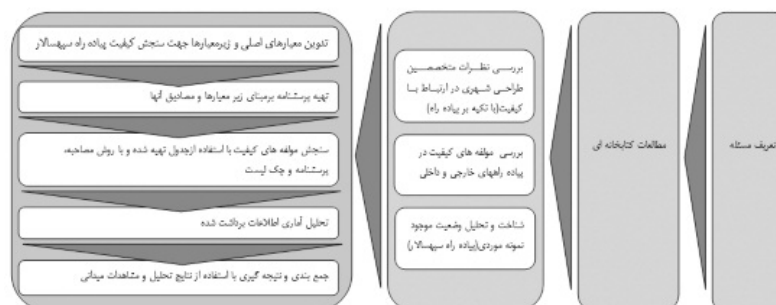 تعریف مسئله
مطالعات کتابخانه ای
بررسی نظرات متخصصین
طراحی شهری در ارتباط با
کیفیت(با تکیه بر پیاده راه)
بررسی مولفه های کیفیت در
پیاده راههای خارجی و داخلی
شناخت و تحلیل وضعیت موجود
نمونه موردی(پیاده راه سپهسالار)
تدوین معیارهای اصلی و زیرمعیارها جهت سنجش کیفیت پیاده راه سپهسالار
تهیه پرسشنامه برمبنای زیر معیارها و مصادیق آنها
سنجش مولفه های کیفیت با استفاده ازجدول تهیه شده و با روش مصاحبه،
پرسشنامه و چک لیست
تحلیل آماری اطلاعات برداشت شده
جمع بندی و نتیجه گیری با استفاده از نتایج تحلیل و مشاهدات میدانی